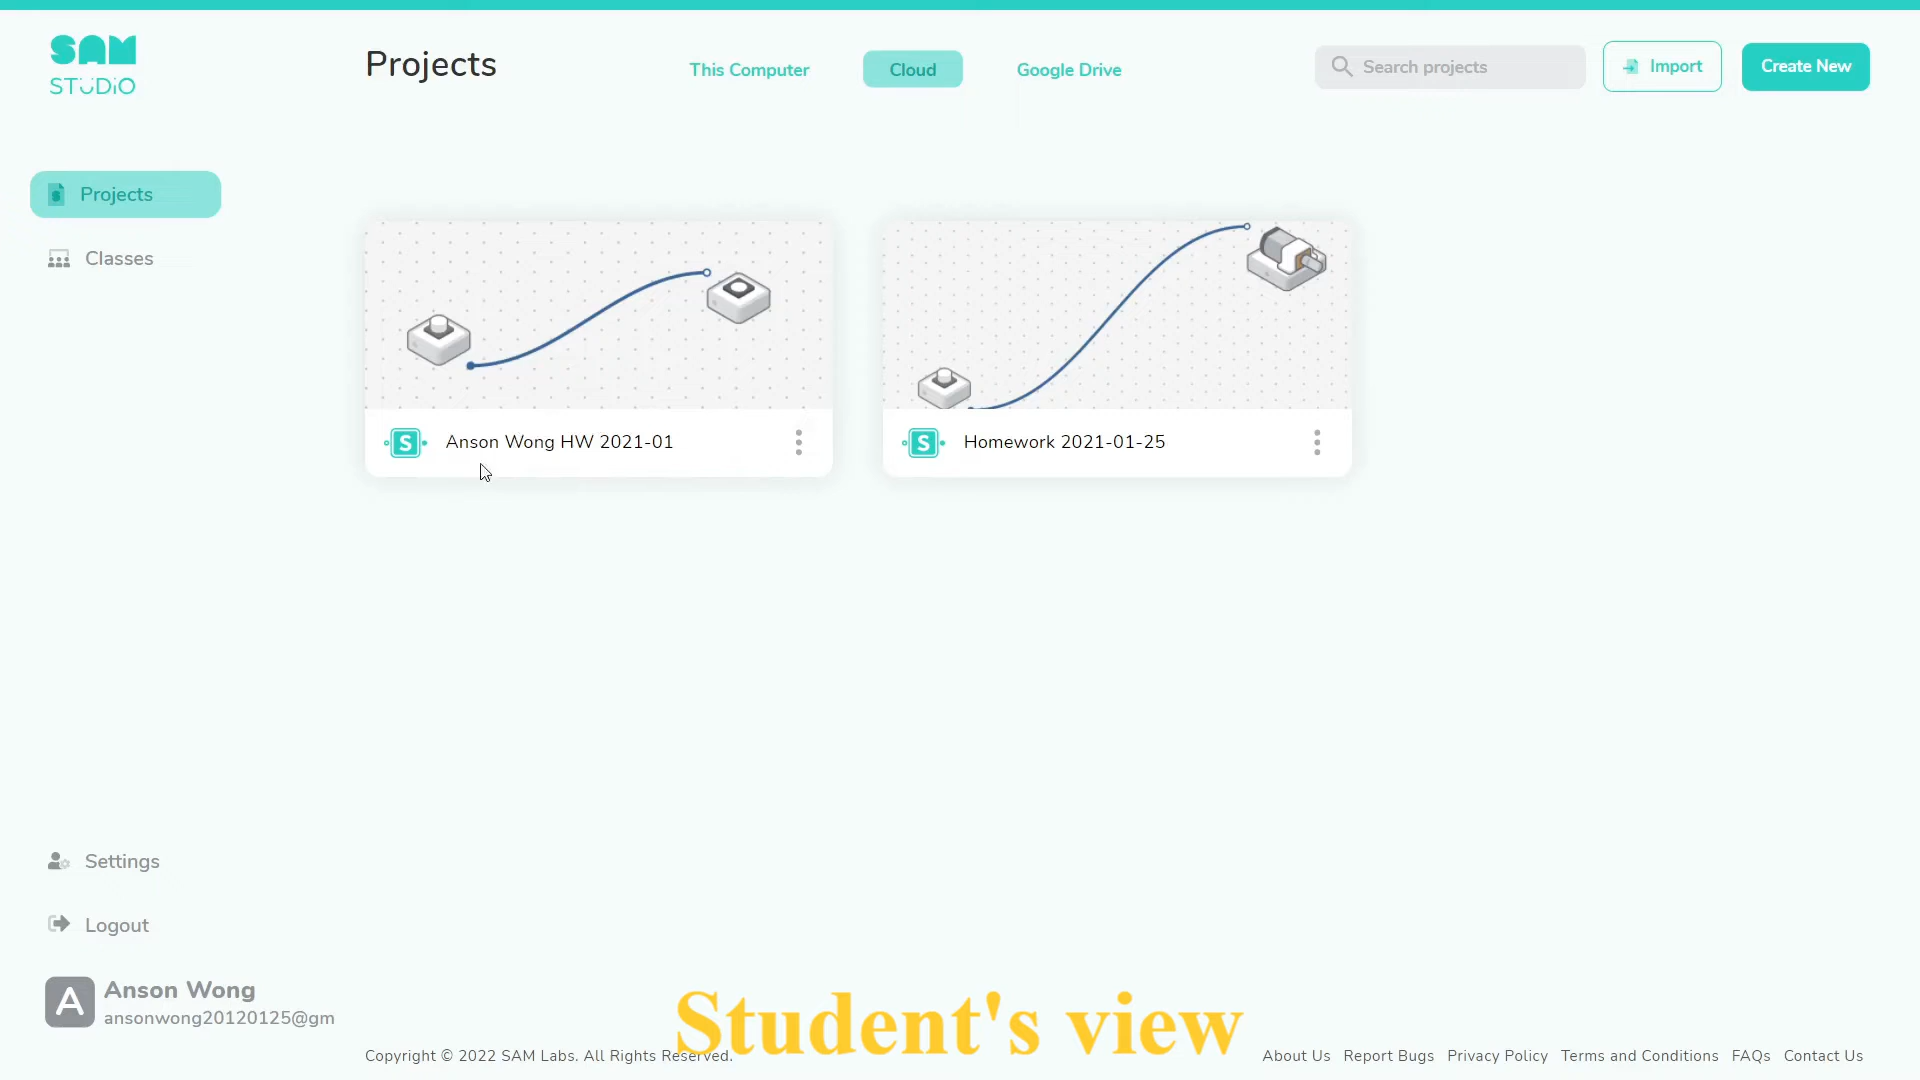 SAM
STUDiO
Projects
This Computer
Cloud
Google Drive
Search projects
Import
Create New
Projects
Classes
S Anson Wong HW 2021-01
S Homework 2021-01-25
Settings
Logout
A
Anson Wong
ansonwong20120125@gm
Student's view
Copyright © 2022 SAM Labs. All Rights Reserved.
About Us Report Bugs Privacy Policy Terms and Conditions FAQs Contact Us